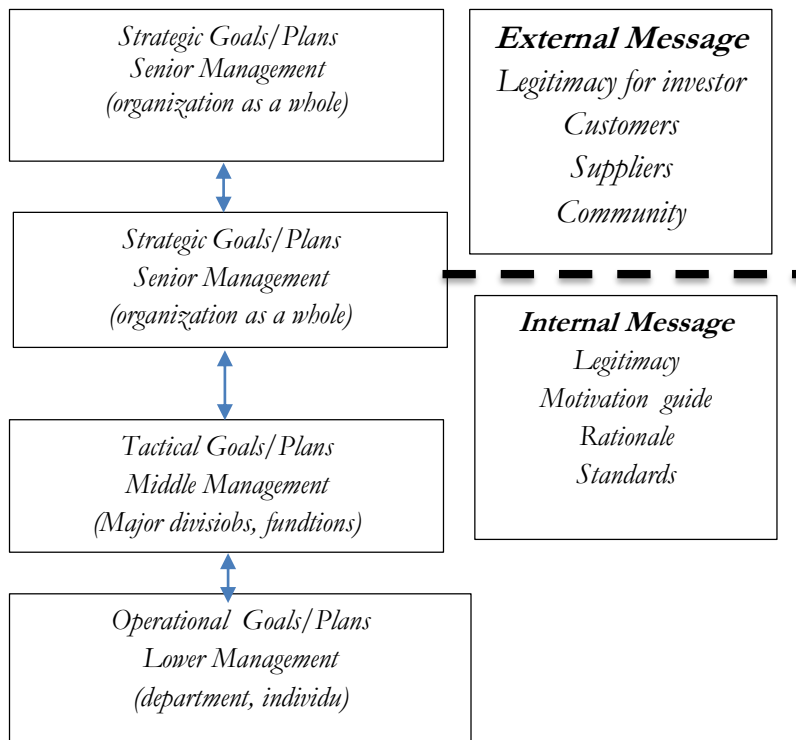 Strategic Goals/Plans
Senior Management
(organization as a whole)
Strategic Goals/Plans
Senior Management
(organization as a whole)
Tactical Goals/Plans
Middle Management
(Major divisiobs, fundtions)
Operational Goals/Plans
Lower Management
(department, individu)
External Message
Legitimacy for investor
Customers
Suppliers
Community
Internal Message
Legitimacy
Motivation guide
Rationale
Standards